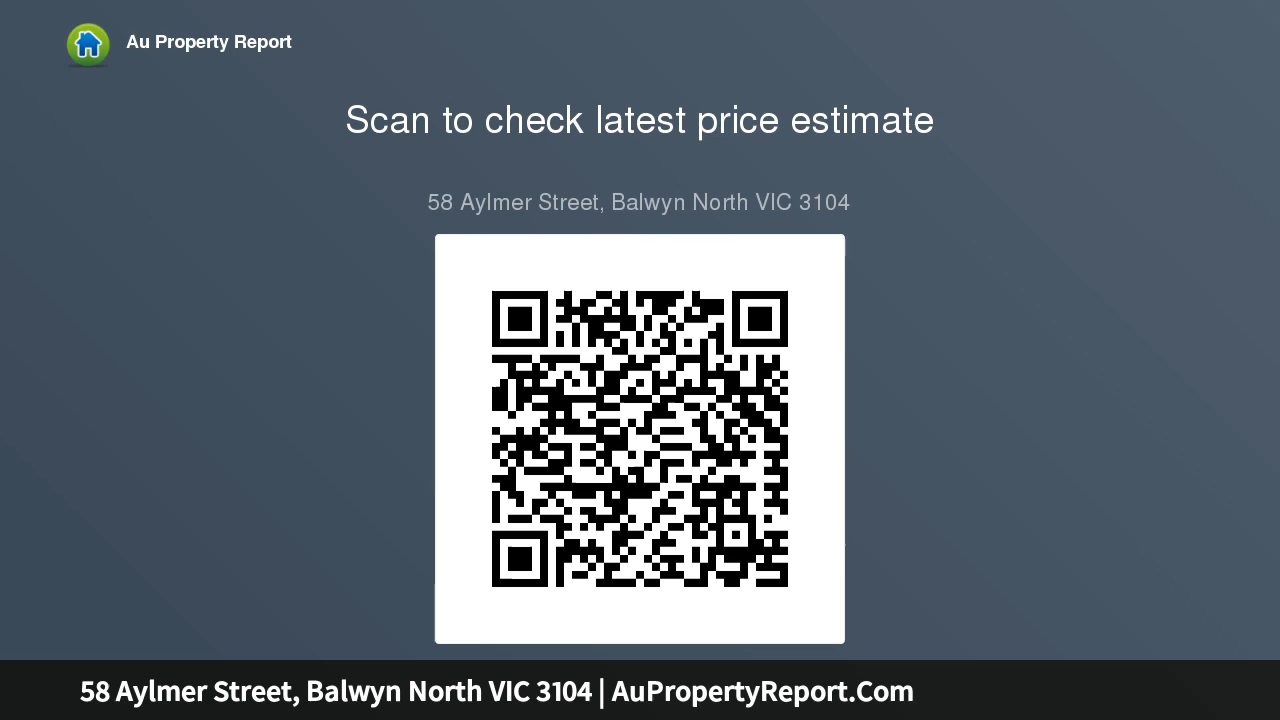 Au Property Report
Scan to check latest price estimate
58 Aylmer Street, Balwyn North VIC 3104
58 Aylmer Street, Balwyn North VIC 3104 | AuPropertyReport.Com